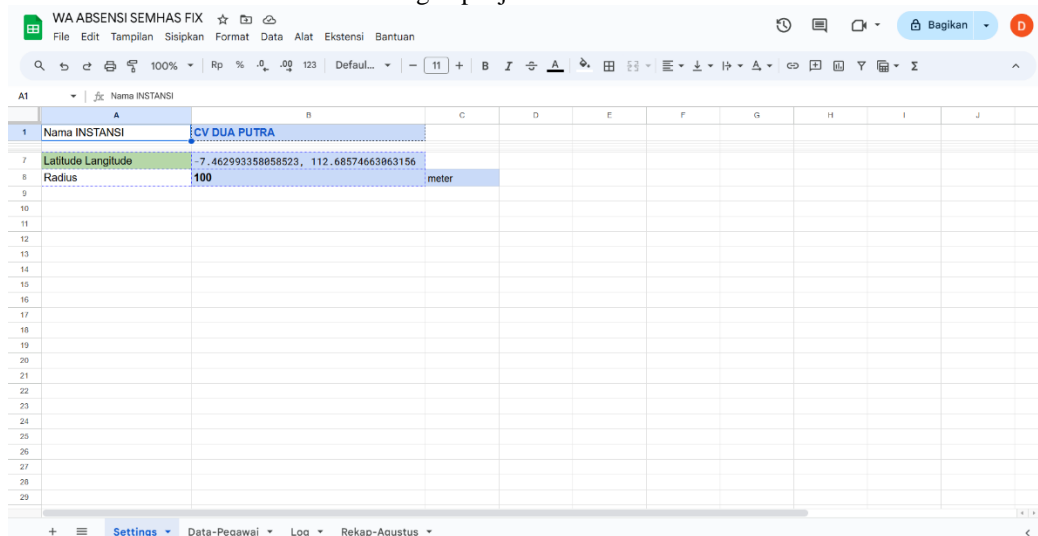 WA ABSENSI SEMHAS FIX
File Edit Tampilan Sisipkan Format Data Alat Ekstensi Bantuan
Bagikan
D
100% Rp % .0 .00 123 Defaul... - 11 + B I A
A1 fx Nama INSTANSI
A B C D E F G H I J
1 Nama INSTANSI CV DUA PUTRA
7 Latitude Langitude -7.462993358058523, 112.68574663063156
8 Radius 100 meter
9
10
11
12
13
14
15
16
17
18
19
20
21
22
23
24
25
26
27
28
29
+ Settings Data-Pegawai Log Rekap-Agustus